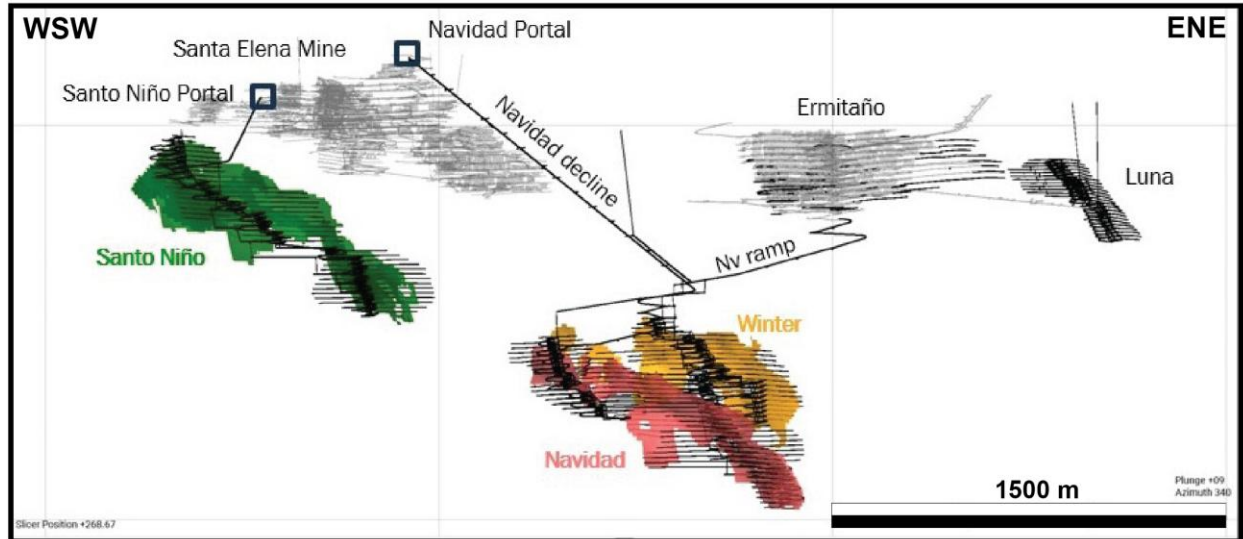 WSW
ENE
Navidad Portal
Santa Elena Mine
Santo Niño Portal
Navidad decline
Ermitaño
Luna
Santo Niño
Nv ramp
Winter
Navidad
1500 m
Plunge +09
Azimuth 340
Slicer Position +268.67